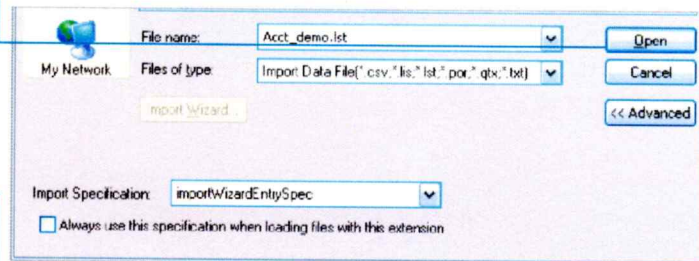 File name: Acct_demo.lst Open
My Network Files of type: Import Data File(*.csv,*.lis,*.lst,*.por,*.qtx,*.txt) Cancel
Import Wizard... << Advanced
Import Specification: importWizardEntrySpec
Always use this specification when loading files with this extension